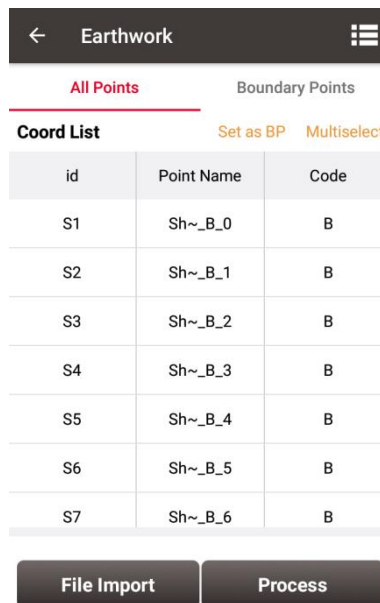 Earthwork
All Points Boundary Points
Coord List Set as BP Multiselect
id Point Name Code
S1 Sh~_B_0 B
S2 Sh~_B_1 B
S3 Sh~_B_2 B
S4 Sh~_B_3 B
S5 Sh~_B_4 B
S6 Sh~_B_5 B
S7 Sh~_B_6 B
File Import Process